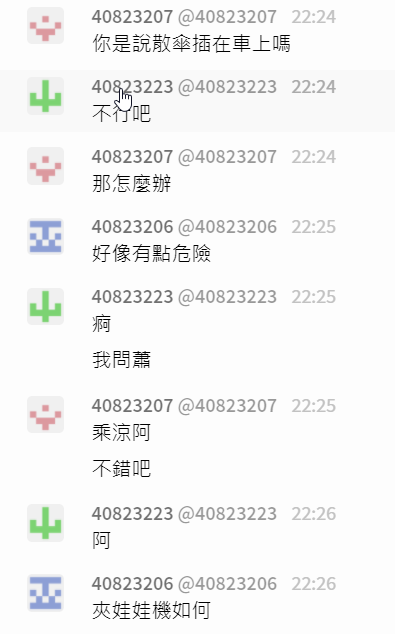 40823207 @40823207 22:24
你是說散傘插在車上嗎
40823223 @40823223 22:24
不行吧
40823207 @40823207 22:24
那怎麼辦
40823206 @40823206 22:25
好像有點危險
40823223 @40823223 22:25
痾
我問蕭
40823207 @40823207 22:25
乘涼阿
不錯吧
40823223 @40823223 22:26
阿
40823206 @40823206 22:26
夾娃娃機如何